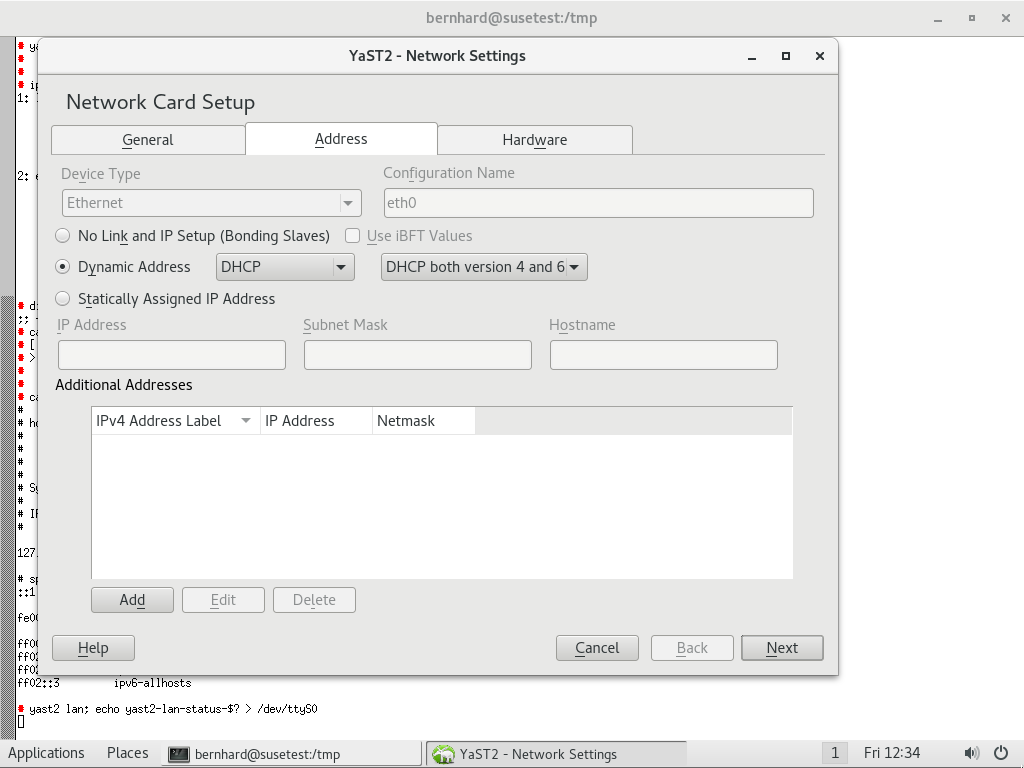 bernhard@susetest:/tmp
YaST2 - Network Settings
Network Card Setup
General Address Hardware
Device Type Configuration Name
Ethernet eth0
No Link and IP Setup (Bonding Slaves) Use iBFT Values
Dynamic Address DHCP DHCP both version 4 and 6
Statically Assigned IP Address
IP Address Subnet Mask Hostname
Additional Addresses
IPv4 Address Label IP Address Netmask
Add Edit Delete
Help Cancel Back Next
1:
2:
;;
[
>
#
#
#
#
#
#
#
#
#
127.
#
::1
fe00
ff00
ff02
ff02
ff02::3 ipv6-allhosts
yast2 lan; echo yast2-lan-status-$? > /dev/ttyS0
Applications Places bernhard@susetest:/tmp YaST2 - Network Settings 1 Fri 12:34